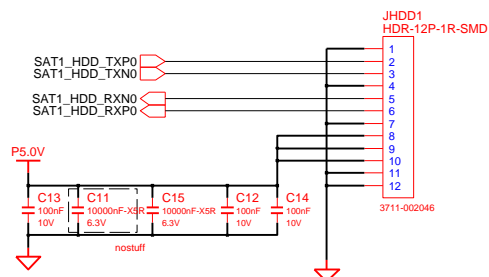 JHDD1
HDR-12P-1R-SMD
1
SAT1_HDD_TXP0 2
SAT1_HDD_TXN0 3
4
SAT1_HDD_RXN0 5
SAT1_HDD_RXP0 6
7
8
9
10
11
12
3711-002046
P5.0V
C13 C11 C15 C12 C14
100nF 10000nF-X5R 10000nF-X5R 100nF 100nF
10V 6.3V 6.3V 10V 10V
nostuff